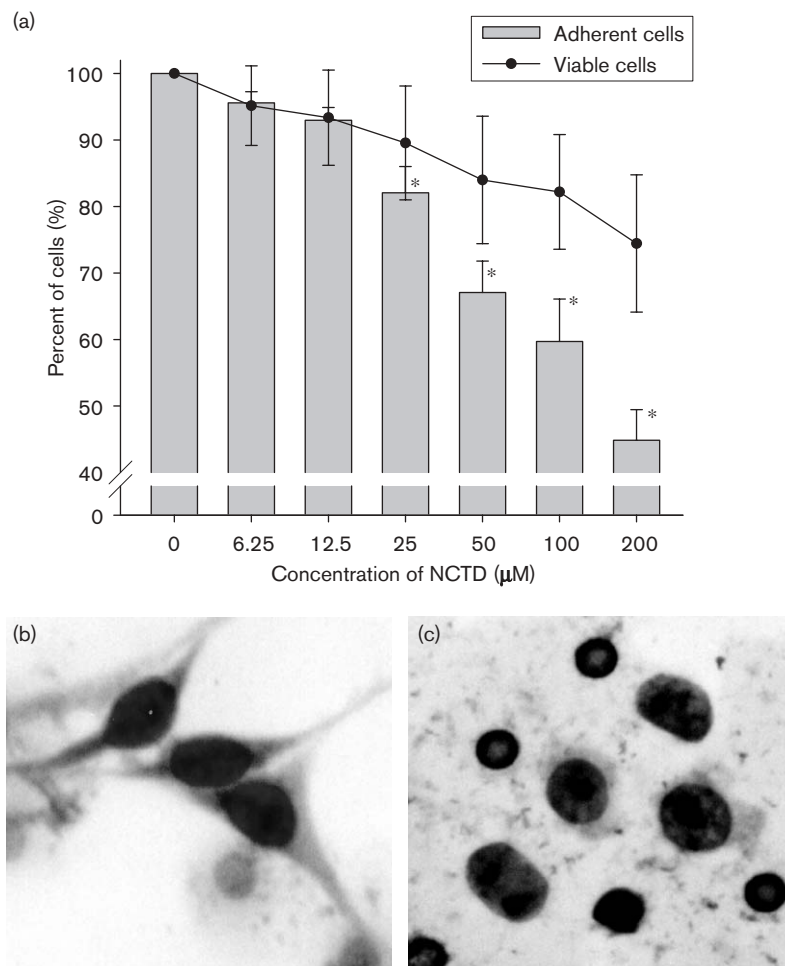 (a)
Adherent cells
Viable cells
100
90
80
70
60
50
40
0
Percent of cells (%)
*
*
*
*
0 6.25 12.5 25 50 100 200
Concentration of NCTD (μM)
(b)
(c)